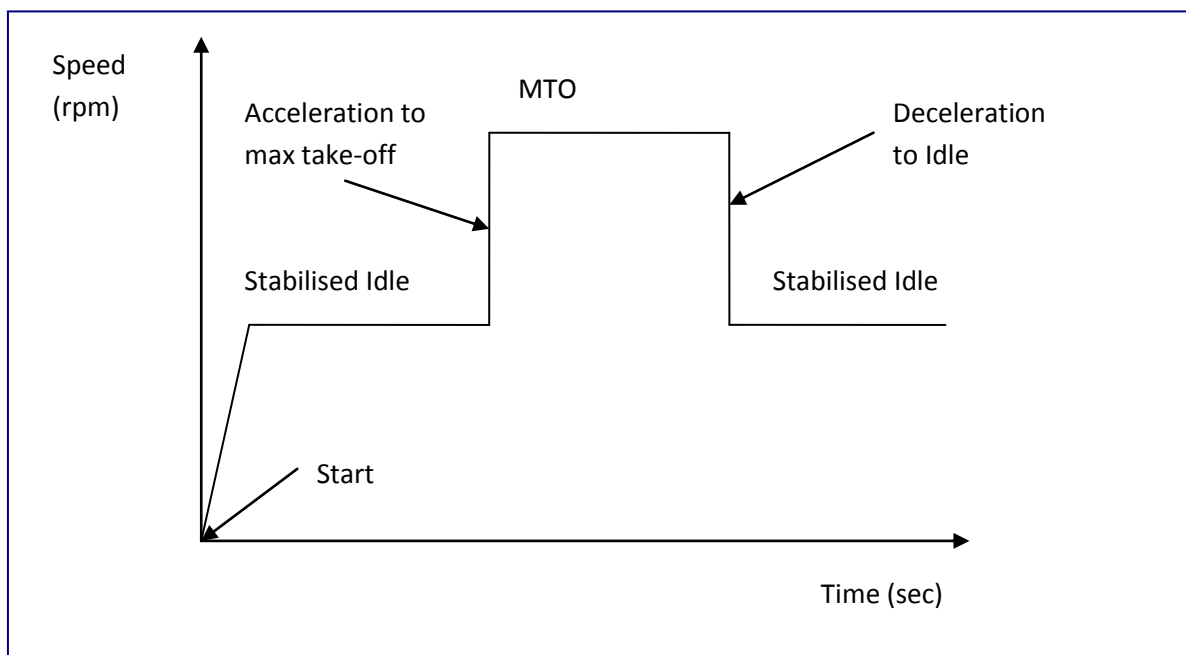 Speed
(rpm)
MTO
Acceleration to
max take-off
Deceleration
to Idle
Stabilised Idle
Stabilised Idle
Start
Time (sec)